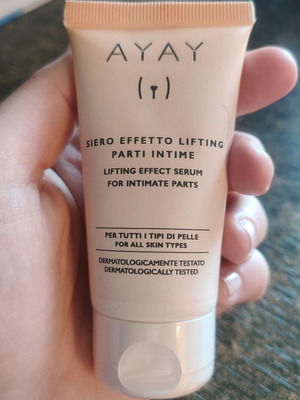 AYAY
SIERO EFFETTO LIFTING
PARTI INTIME
LIFTING EFFECT SERUM
FOR INTIMATE PARTS
PER TUTTI I TIPI DI PELLE
FOR ALL SKIN TYPES
DERMATOLOGICAMENTE TESTATO
DERMATOLOGICALLY TESTED